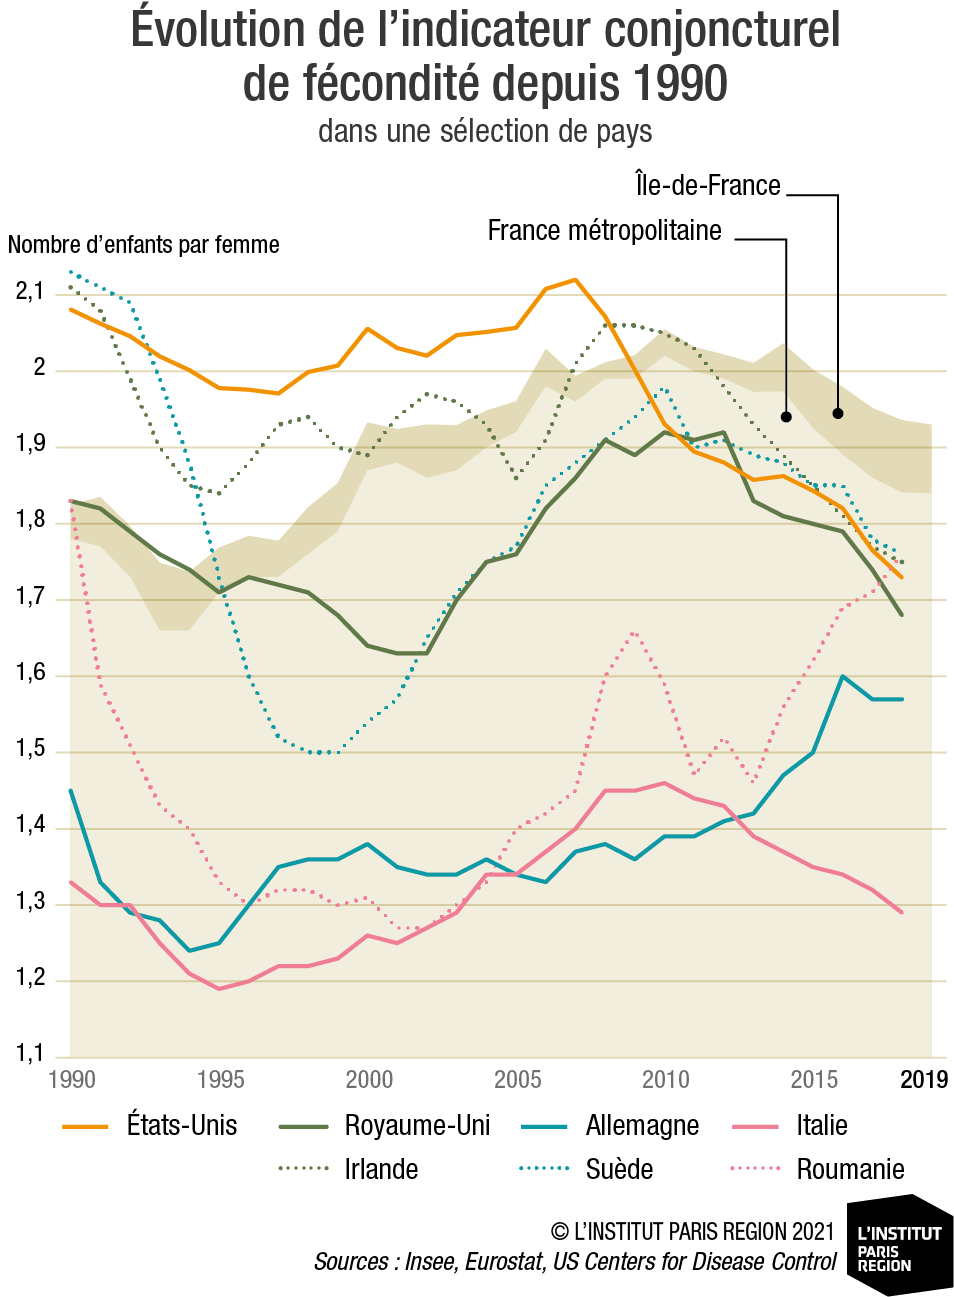 Évolution de l’indicateur conjoncturel
de fécondité depuis 1990
dans une sélection de pays
Île-de-France
France métropolitaine
Nombre d’enfants par femme
2,1
2
1,9
1,8
1,7
1,6
1,5
1,4
1,3
1,2
1,1
1990 1995 2000 2005 2010 2015 2019
États-Unis Royaume-Uni Allemagne Italie
Irlande Suède Roumanie
© L’INSTITUT PARIS REGION 2021
Sources : Insee, Eurostat, US Centers for Disease Control
L’INSTITUT
PARIS
REGION